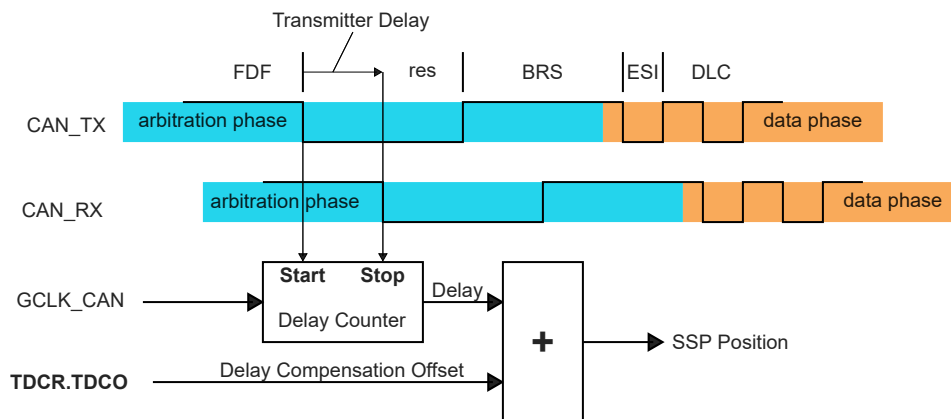 Transmitter Delay
FDF
res
BRS
ESI
DLC
CAN_TX
arbitration phase
data phase
CAN_RX
arbitration phase
data phase
Start
Stop
GCLK_CAN
Delay Counter
Delay
+
SSP Position
TDCR.TDCO
Delay Compensation Offset